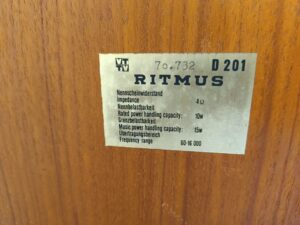 70.732 D 201
RITMUS
Nennscheinwiderstand
Impedance 4 Ω
Nennbelastbarkeit
Rated power handling capacity: 10w
Grenzbelastbarkeit
Music power handling capacity: 15w
Übertragungsbereich
Frequency range 60-16 000